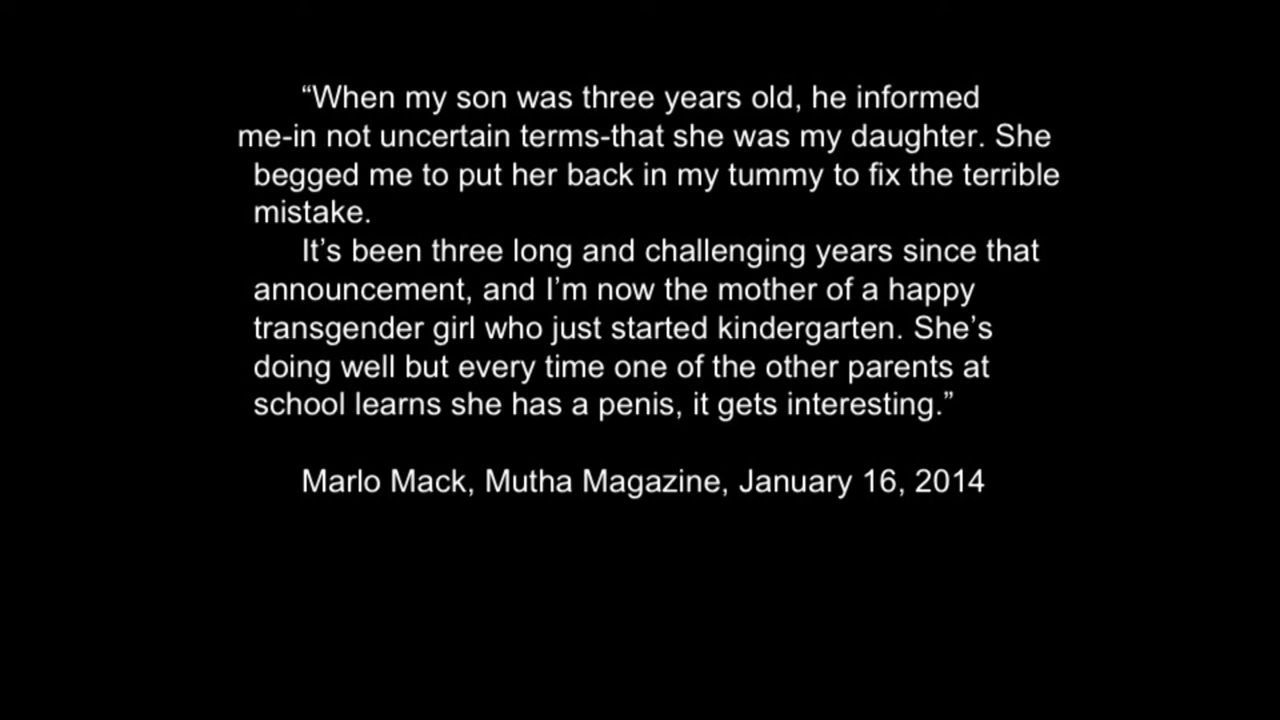 “When my son was three years old, he informed
me-in not uncertain terms-that she was my daughter. She
begged me to put her back in my tummy to fix the terrible
mistake.
It’s been three long and challenging years since that
announcement, and I’m now the mother of a happy
transgender girl who just started kindergarten. She’s
doing well but every time one of the other parents at
school learns she has a penis, it gets interesting.”
Marlo Mack, Mutha Magazine, January 16, 2014